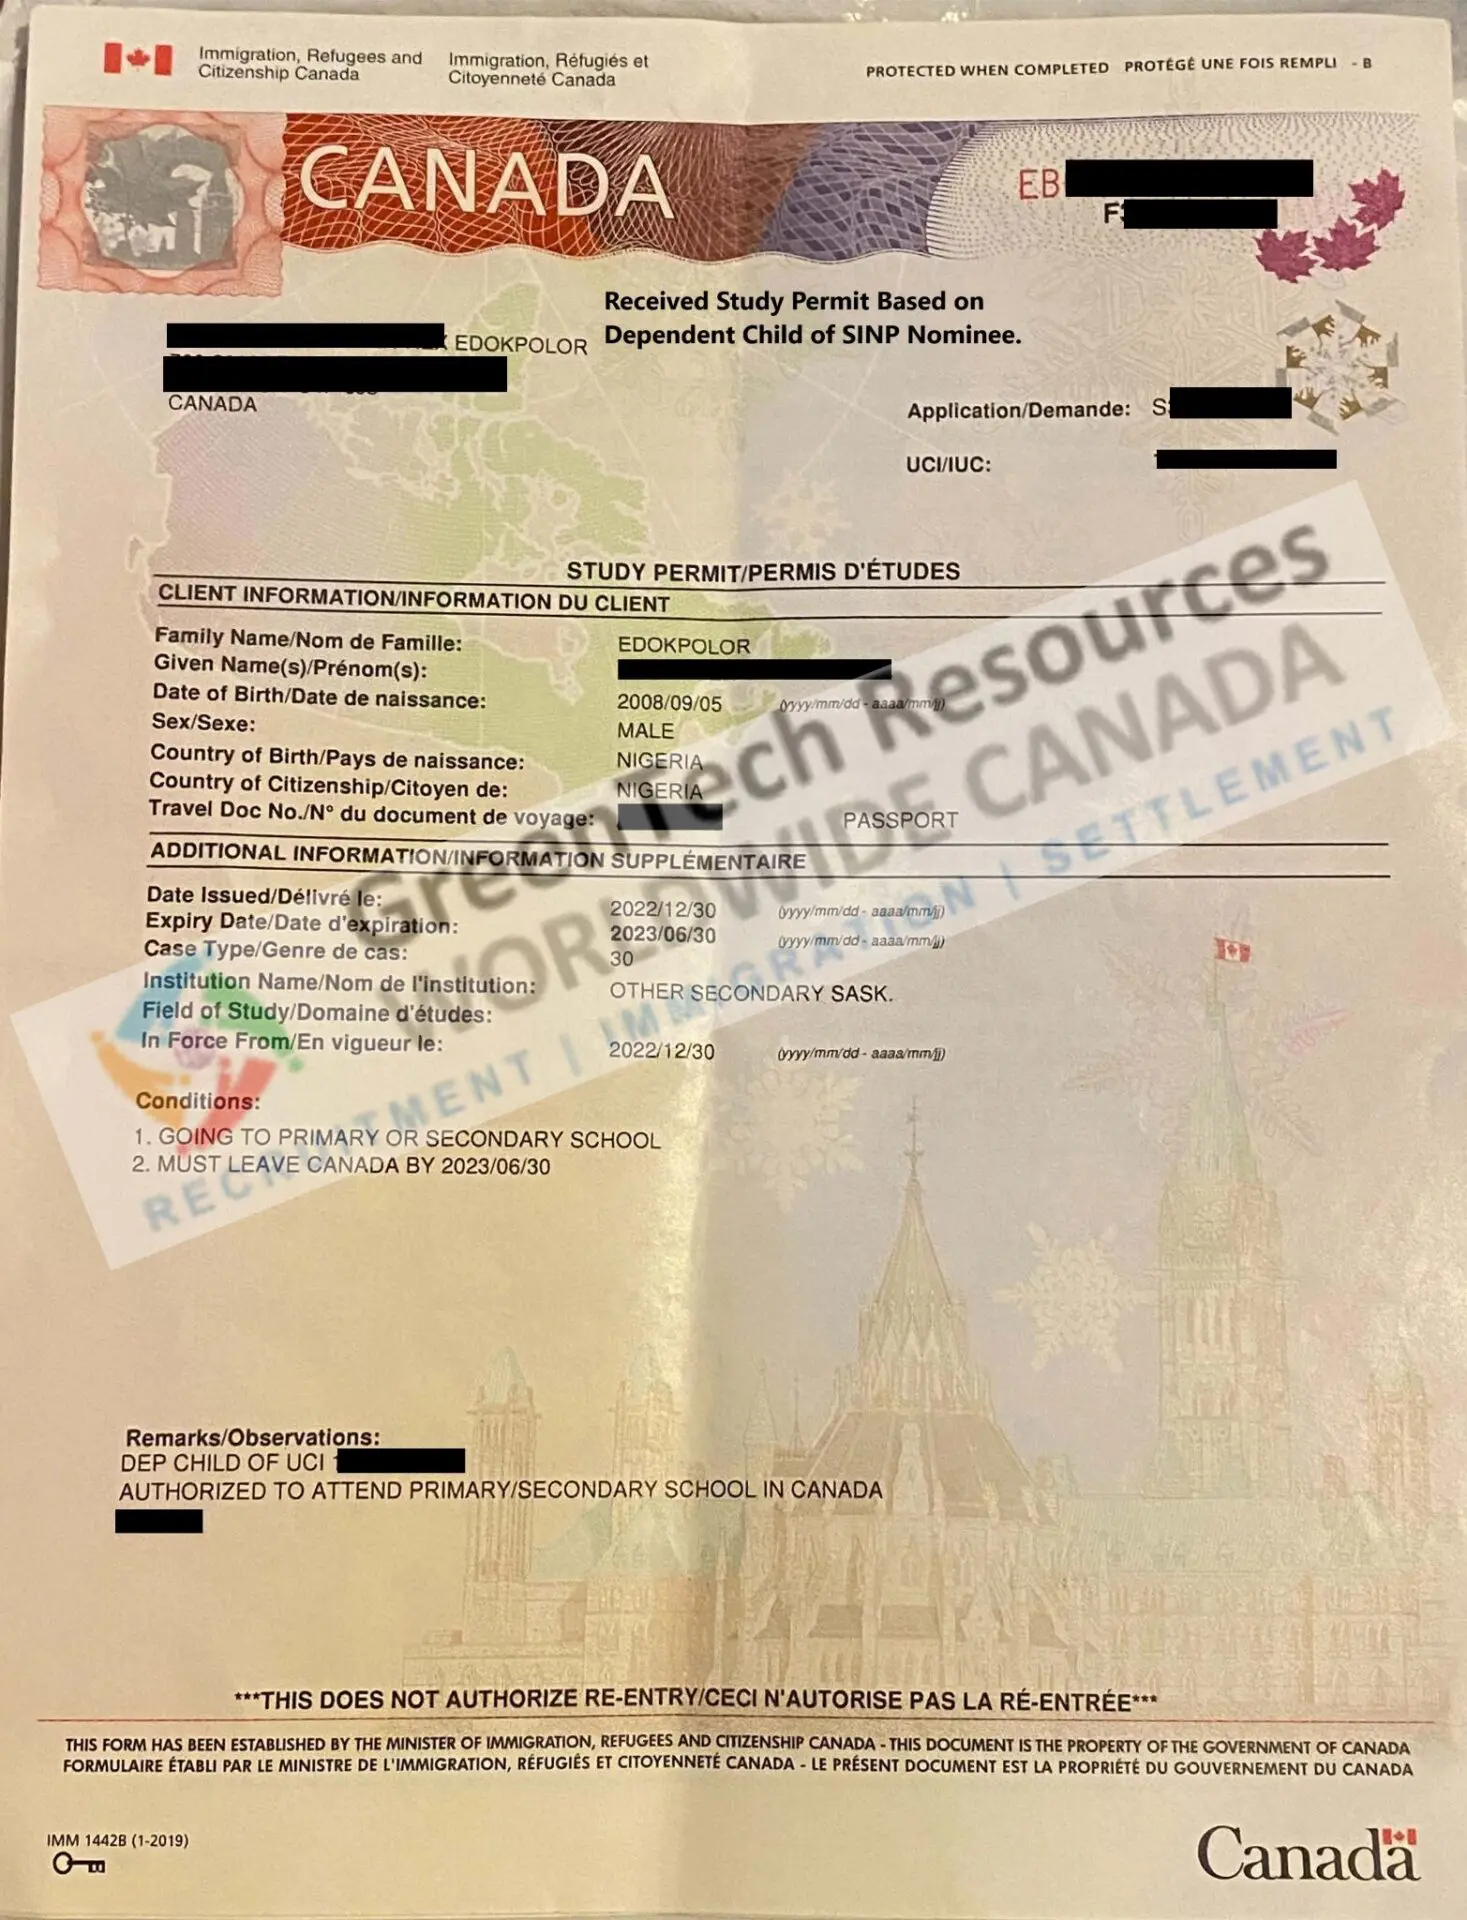 Immigration, Refugees and Citizenship Canada
Immigration, Réfugiés et Citoyenneté Canada
PROTECTED WHEN COMPLETED PROTÉGÉ UNE FOIS REMPLI - B
CANADA
EB
F
Received Study Permit Based on
Dependent Child of SINP Nominee.
EDOKPOLOR
CANADA
Application/Demande: S
UCI/IUC:
STUDY PERMIT/PERMIS D'ÉTUDES
CLIENT INFORMATION/INFORMATION DU CLIENT
Family Name/Nom de Famille: EDOKPOLOR
Given Name(s)/Prénom(s):
Date of Birth/Date de naissance: 2008/09/05 (yyyy/mm/dd - aaaa/mm/jj)
Sex/Sexe: MALE
Country of Birth/Pays de naissance: NIGERIA
Country of Citizenship/Citoyen de: NIGERIA
Travel Doc No./N° du document de voyage: PASSPORT
ADDITIONAL INFORMATION/INFORMATION SUPPLÉMENTAIRE
Date Issued/Délivré le: 2022/12/30 (yyyy/mm/dd - aaaa/mm/jj)
Expiry Date/Date d'expiration: 2023/06/30 (yyyy/mm/dd - aaaa/mm/jj)
Case Type/Genre de cas: 30
Institution Name/Nom de l'institution: OTHER SECONDARY SASK.
Field of Study/Domaine d'études:
In Force From/En vigueur le: 2022/12/30 (yyyy/mm/dd - aaaa/mm/jj)
GreenTech Resources
WORLDWIDE CANADA
RECRUITMENT | IMMIGRATION | SETTLEMENT
Conditions:
1. GOING TO PRIMARY OR SECONDARY SCHOOL
2. MUST LEAVE CANADA BY 2023/06/30
Remarks/Observations:
DEP CHILD OF UCI
AUTHORIZED TO ATTEND PRIMARY/SECONDARY SCHOOL IN CANADA
***THIS DOES NOT AUTHORIZE RE-ENTRY/CECI N'AUTORISE PAS LA RÉ-ENTRÉE***
THIS FORM HAS BEEN ESTABLISHED BY THE MINISTER OF IMMIGRATION, REFUGEES AND CITIZENSHIP CANADA - THIS DOCUMENT IS THE PROPERTY OF THE GOVERNMENT OF CANADA
FORMULAIRE ÉTABLI PAR LE MINISTRE DE L'IMMIGRATION, RÉFUGIÉS ET CITOYENNETÉ CANADA - LE PRÉSENT DOCUMENT EST LA PROPRIÉTÉ DU GOUVERNEMENT DU CANADA
IMM 1442B (1-2019)
Canada